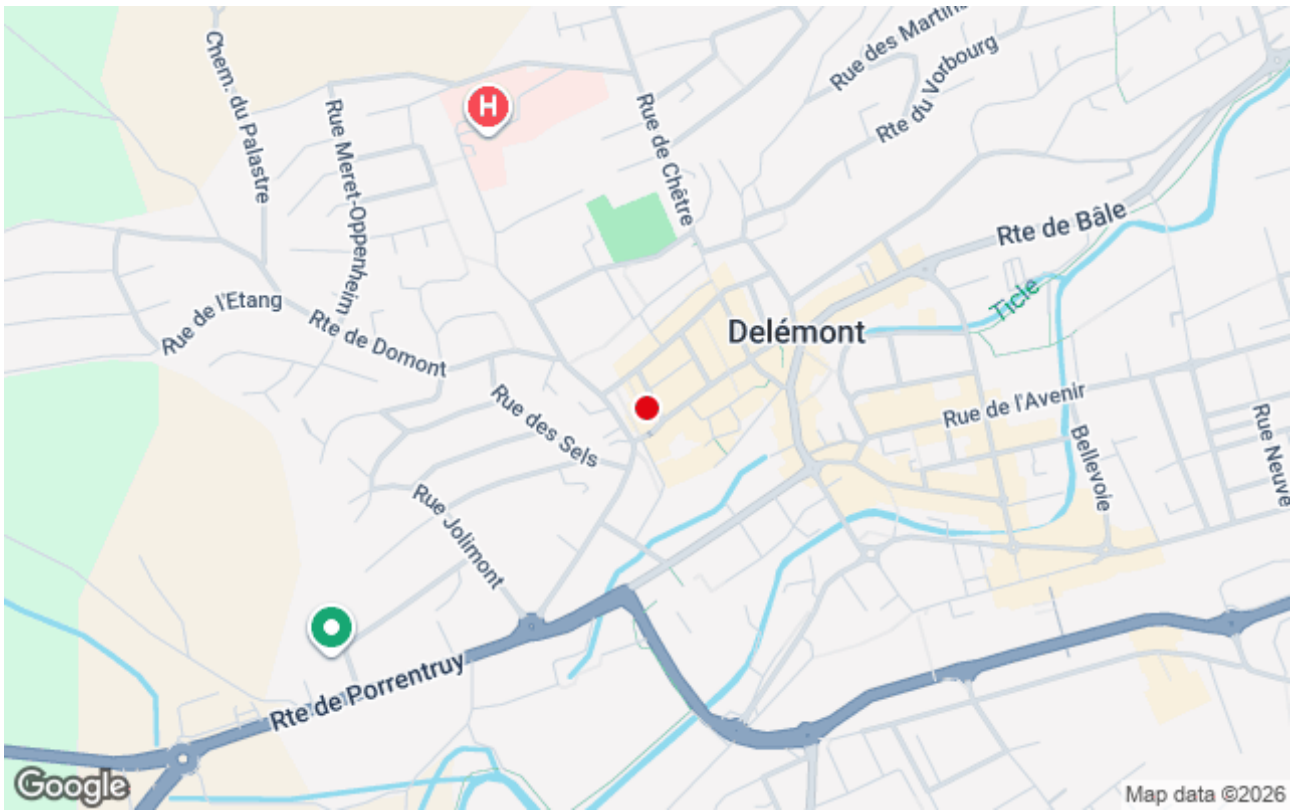 Rue des Martins
Rte du Vorbourg
Chem. du Palastre
H
Rue Meret-Oppenheim
Rue de Chêtre
Rte de Bâle
Rue de l'Etang
Rte de Domont
Ticle
Delémont
Rue des Sels
Rue de l'Avenir
Bellevoie
Rue Neuve
Rue Jolimont
Rte de Porrentruy
Google
Map data ©2026